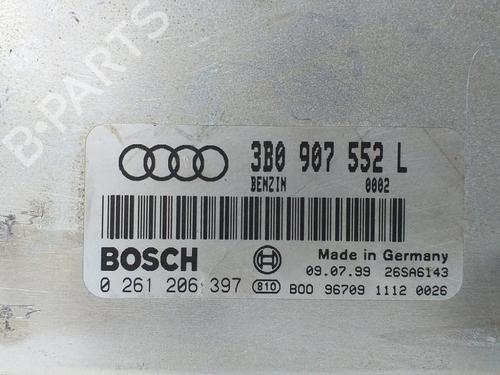 B-PARTS
3B0 907 552 L
BENZIN 0002
BOSCH
Made in Germany
09.07.99 26SA6143
0 261 206 397 810 B00 96709 1112 0026